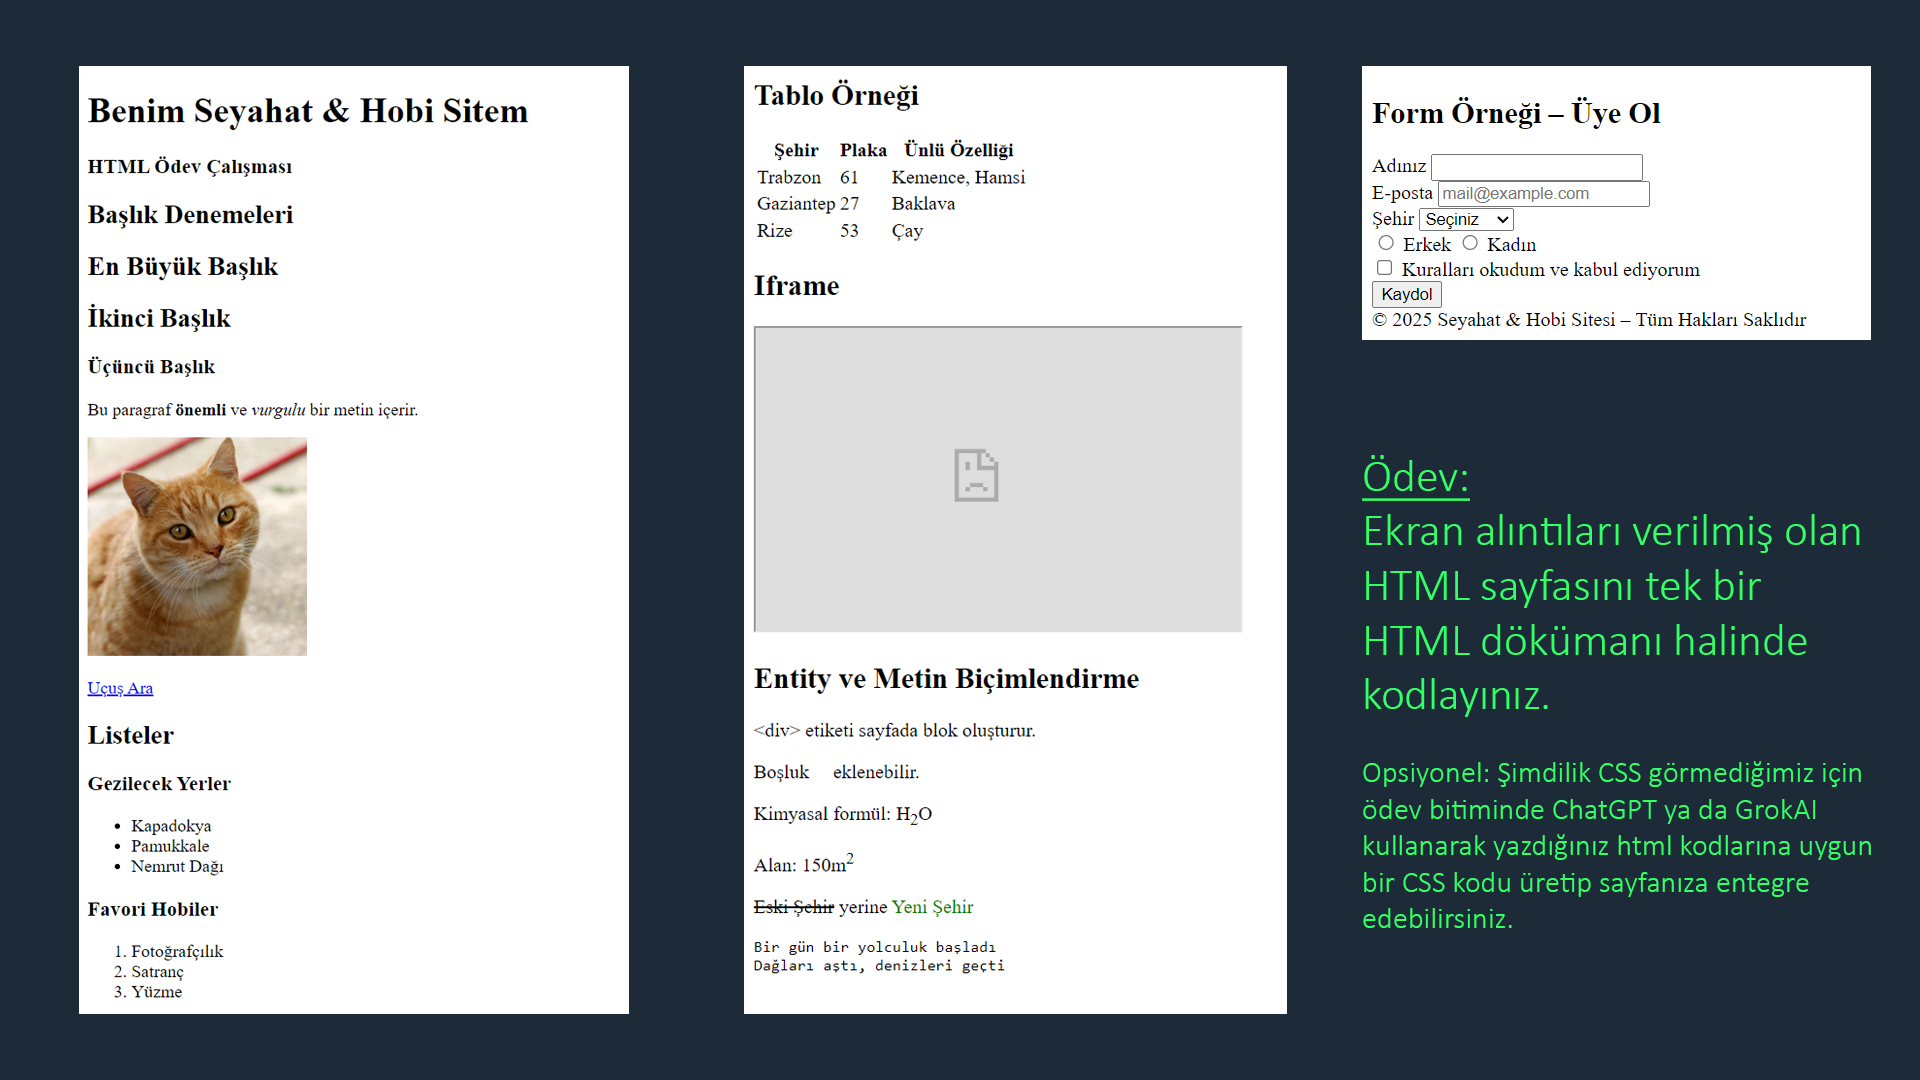 Benim Seyahat & Hobi Sitem
HTML Ödev Çalışması
Başlık Denemeleri
En Büyük Başlık
İkinci Başlık
Üçüncü Başlık
Bu paragraf önemli ve vurgulu bir metin içerir.
Uçuş Ara
Listeler
Gezilecek Yerler
• Kapadokya
• Pamukkale
• Nemrut Dağı
Favori Hobiler
1. Fotoğrafçılık
2. Satranç
3. Yüzme
Tablo Örneği
Şehir Plaka Ünlü Özelliği
Trabzon 61 Kemence, Hamsi
Gaziantep 27 Baklava
Rize 53 Çay
Iframe
Entity ve Metin Biçimlendirme
<div> etiketi sayfada blok oluşturur.
Boşluk    eklenebilir.
Kimyasal formül: H₂O
Alan: 150m²
Eski Şehir yerine Yeni Şehir
Bir gün bir yolculuk başladı
Dağları aştı, denizleri geçti
Form Örneği – Üye Ol
Adınız
E-posta mail@example.com
Şehir Seçiniz
Erkek Kadın
Kuralları okudum ve kabul ediyorum
Kaydol
© 2025 Seyahat & Hobi Sitesi – Tüm Hakları Saklıdır
Ödev:
Ekran alıntıları verilmiş olan
HTML sayfasını tek bir
HTML dökümanı halinde
kodlayınız.
Opsiyonel: Şimdilik CSS görmediğimiz için
ödev bitiminde ChatGPT ya da GrokAI
kullanarak yazdığınız html kodlarına uygun
bir CSS kodu üretip sayfanıza entegre
edebilirsiniz.